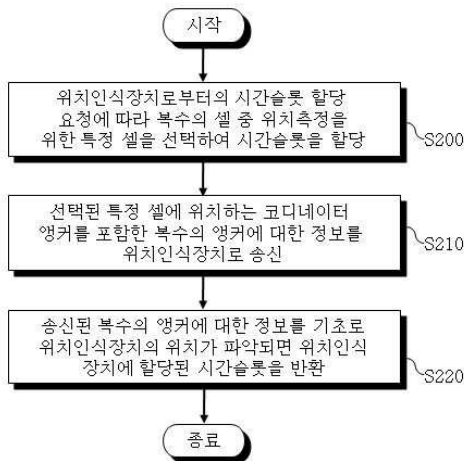 시작
위치인식장치로부터의 시간슬롯 할당
요청에 따라 복수의 셀 중 위치측정을
위한 특정 셀을 선택하여 시간슬롯을 할당
S200
선택된 특정 셀에 위치하는 코디네이터
앵커를 포함한 복수의 앵커에 대한 정보를
위치인식장치로 송신
S210
송신된 복수의 앵커에 대한 정보를 기초로
위치인식장치의 위치가 파악되면 위치인식
장치에 할당된 시간슬롯을 반환
S220
종료